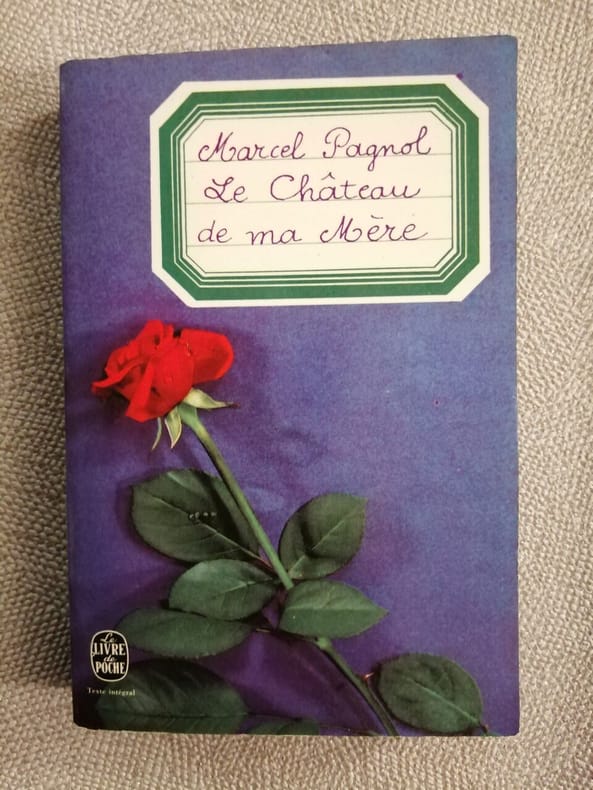 Marcel Pagnol
Le Château
de ma Mère
Le
LIVRE
de
POCHE
Texte intégral